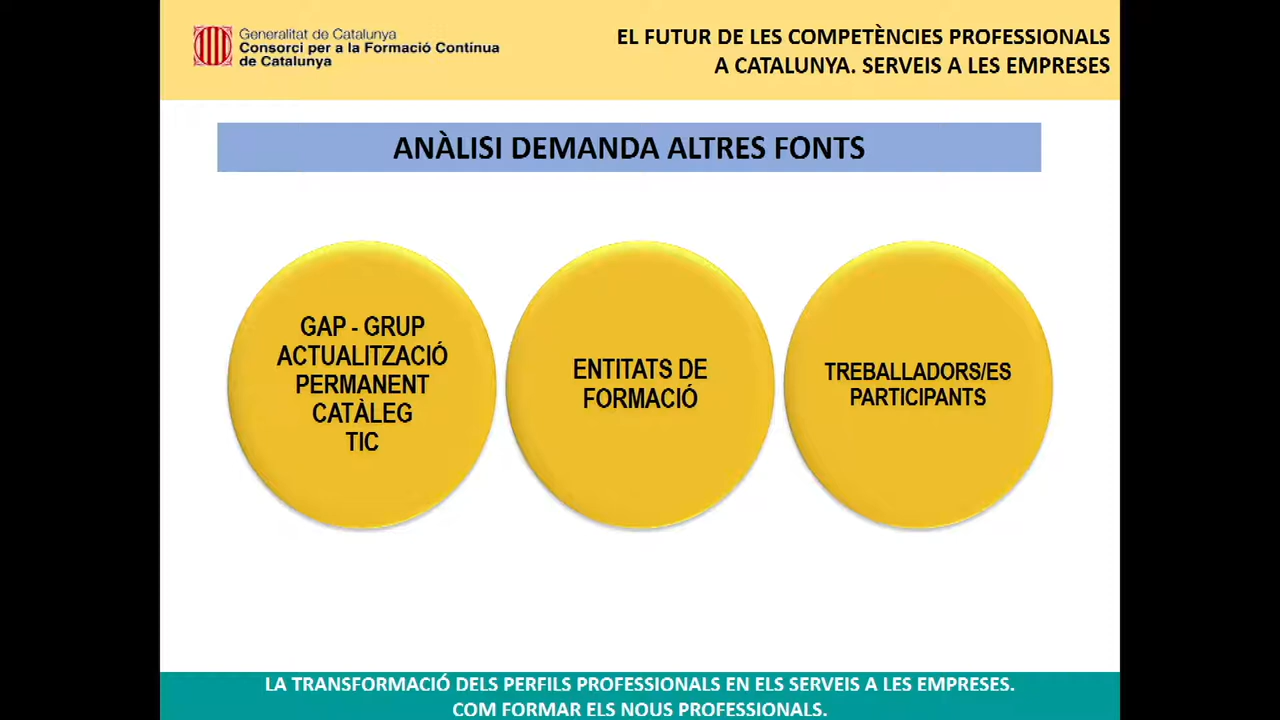 Generalitat de Catalunya
Consorci per a la Formació Contínua
de Catalunya
EL FUTUR DE LES COMPETÈNCIES PROFESSIONALS
A CATALUNYA. SERVEIS A LES EMPRESES
ANÀLISI DEMANDA ALTRES FONTS
GAP - GRUP
ACTUALITZACIÓ
PERMANENT
CATÀLEG
TIC
ENTITATS DE
FORMACIÓ
TREBALLADORS/ES
PARTICIPANTS
LA TRANSFORMACIÓ DELS PERFILS PROFESSIONALS EN ELS SERVEIS A LES EMPRESES.
COM FORMAR ELS NOUS PROFESSIONALS.